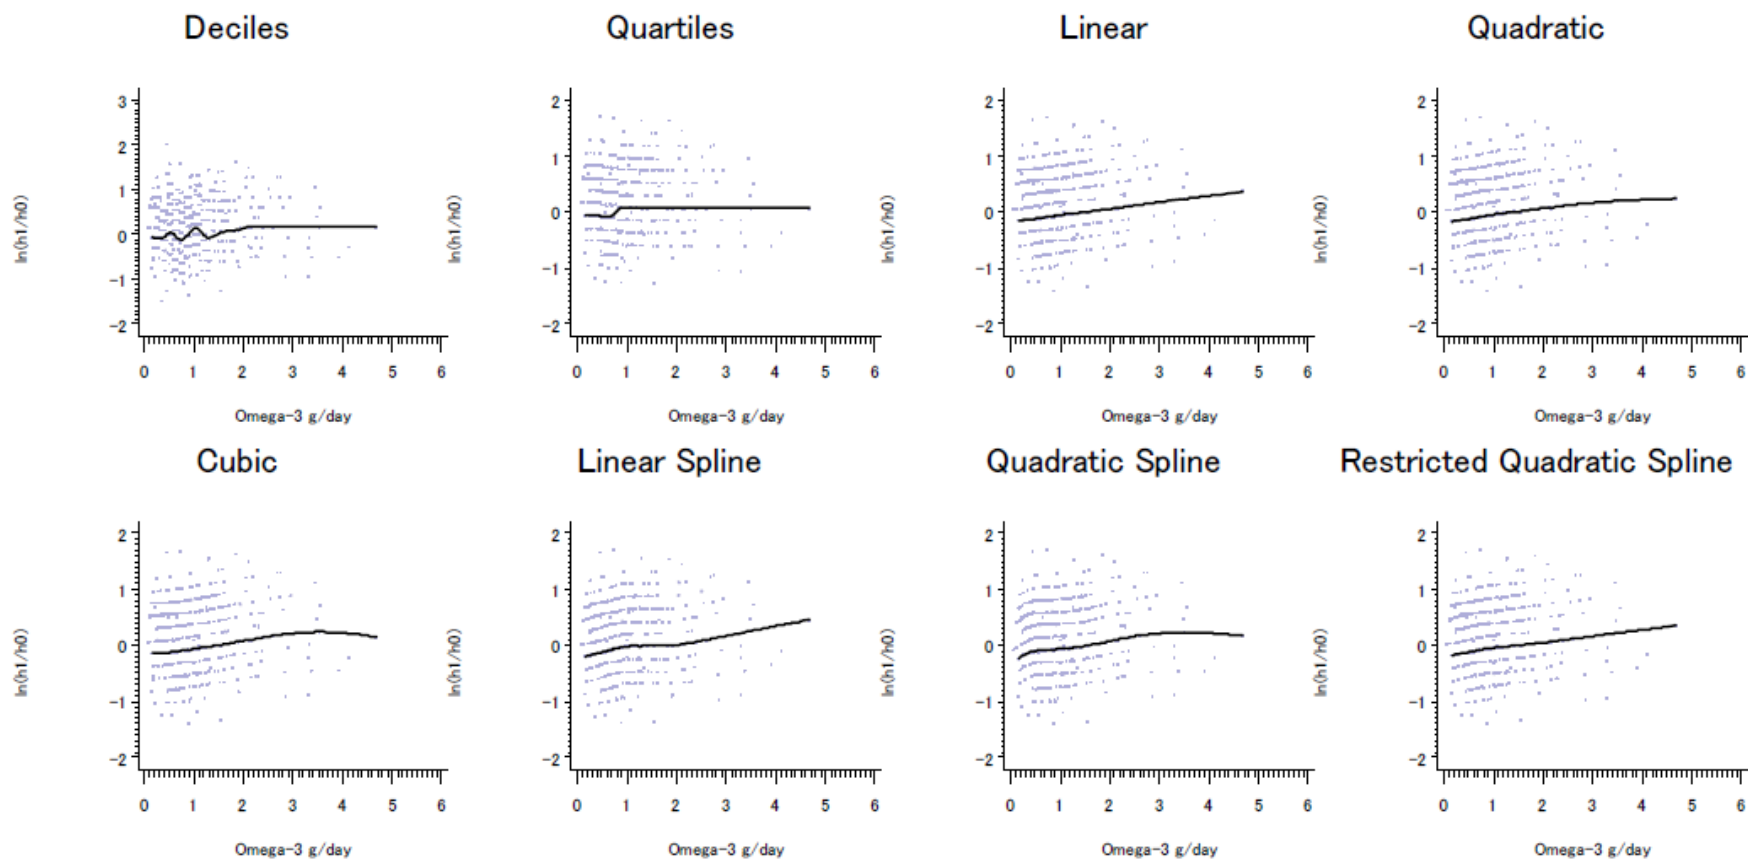 Deciles
Quartiles
Linear
Quadratic
3
2
1
0
−1
−2
ln(h1/h0)
0 1 2 3 4 5 6
Omega−3 g/day
2
1
0
−1
−2
ln(h1/h0)
0 1 2 3 4 5 6
Omega−3 g/day
2
1
0
−1
−2
ln(h1/h0)
0 1 2 3 4 5 6
Omega−3 g/day
2
1
0
−1
−2
ln(h1/h0)
0 1 2 3 4 5 6
Omega−3 g/day
Cubic
Linear Spline
Quadratic Spline
Restricted Quadratic Spline
2
1
0
−1
−2
ln(h1/h0)
0 1 2 3 4 5 6
Omega−3 g/day
2
1
0
−1
−2
ln(h1/h0)
0 1 2 3 4 5 6
Omega−3 g/day
2
1
0
−1
−2
ln(h1/h0)
0 1 2 3 4 5 6
Omega−3 g/day
2
1
0
−1
−2
ln(h1/h0)
0 1 2 3 4 5 6
Omega−3 g/day